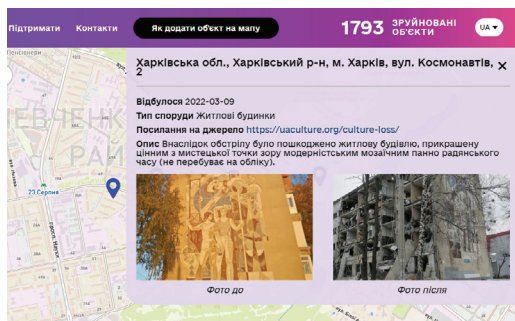 Підтримати
Контакти
Як додати об'єкт на мапу
1793 ЗРУЙНОВАНІ
ОБ'ЄКТИ
UA
Харківська обл., Харківський р-н, м. Харків, вул. Космонавтів,
2
Відбулося 2022-03-09
Тип споруди Житлові будинки
Посилання на джерело https://uaculture.org/culture-loss/
Опис Внаслідок обстрілу було пошкоджено житлову будівлю, прикрашену
цінним з мистецької точки зору модерністським мозаїчним панно радянського
часу (не перебуває на обліку).
Фото до
Фото після
23 Серпня